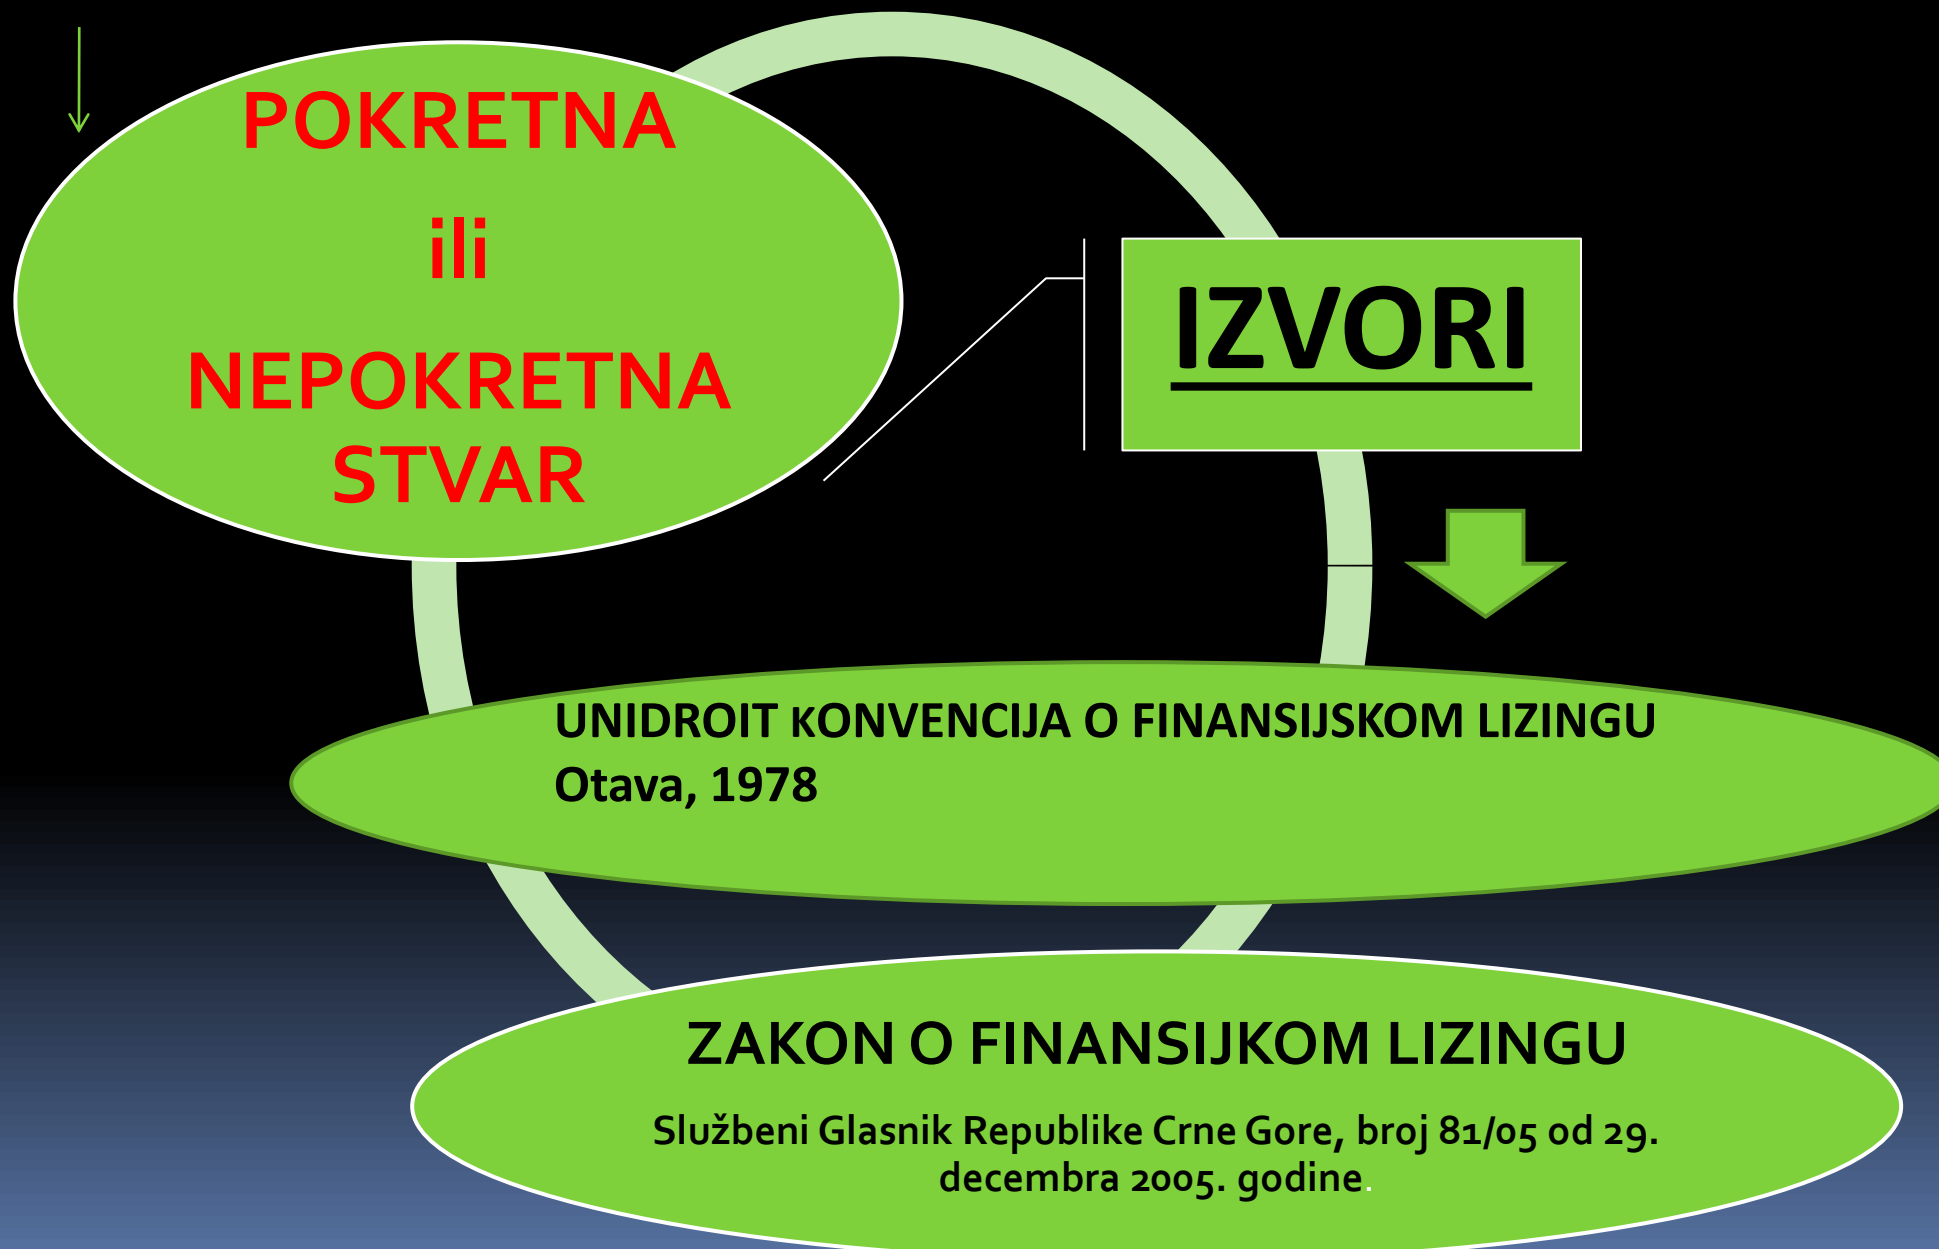 POKRETNA
ili
NEPOKRETNA
STVAR
IZVORI
UNIDROIT KONVENCIJA O FINANSIJSKOM LIZINGU
Otava, 1978
ZAKON O FINANSIJKOM LIZINGU
Službeni Glasnik Republike Crne Gore, broj 81/05 od 29.
decembra 2005. godine.